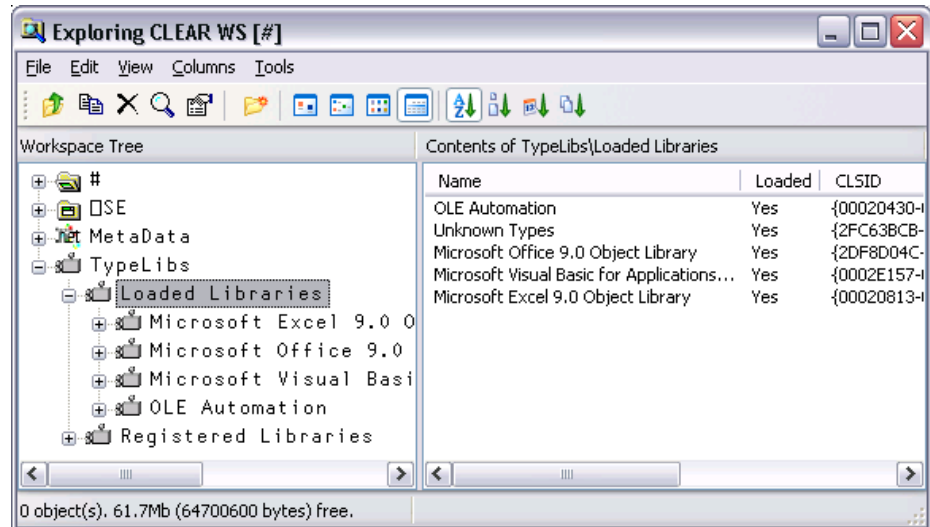 Exploring CLEAR WS [#]
File Edit View Columns Tools
Workspace Tree
Contents of TypeLibs\Loaded Libraries
#
⎕SE
MetaData
TypeLibs
Loaded Libraries
Microsoft Excel 9.0 O
Microsoft Office 9.0
Microsoft Visual Basi
OLE Automation
Registered Libraries
Name Loaded CLSID
OLE Automation Yes {00020430-
Unknown Types Yes {2FC63BCB-
Microsoft Office 9.0 Object Library Yes {2DF8D04C-
Microsoft Visual Basic for Applications... Yes {0002E157-
Microsoft Excel 9.0 Object Library Yes {00020813-
0 object(s). 61.7Mb (64700600 bytes) free.